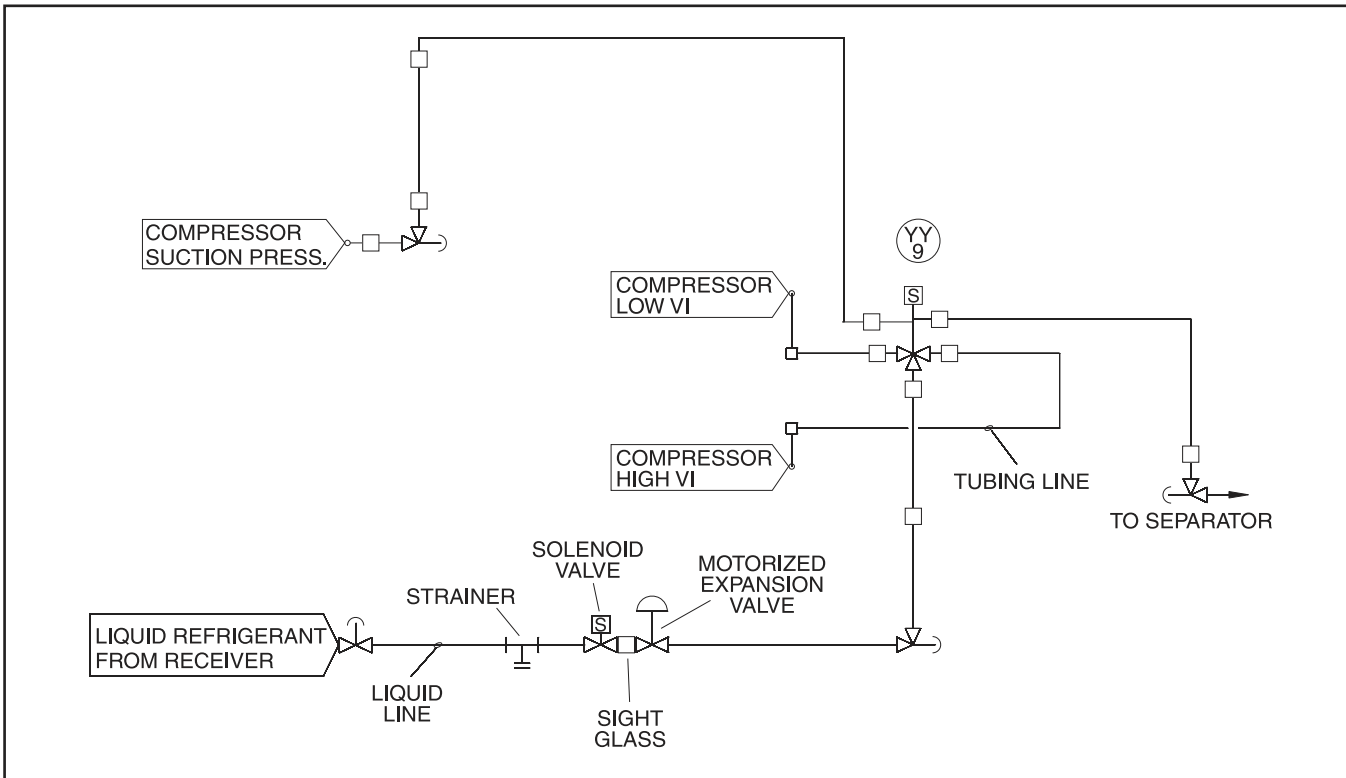 COMPRESSOR
SUCTION PRESS.
YY
9
S
COMPRESSOR
LOW VI
COMPRESSOR
HIGH VI
TUBING LINE
TO SEPARATOR
SOLENOID
VALVE
MOTORIZED
EXPANSION
VALVE
STRAINER
S
LIQUID REFRIGERANT
FROM RECEIVER
LIQUID
LINE
SIGHT
GLASS